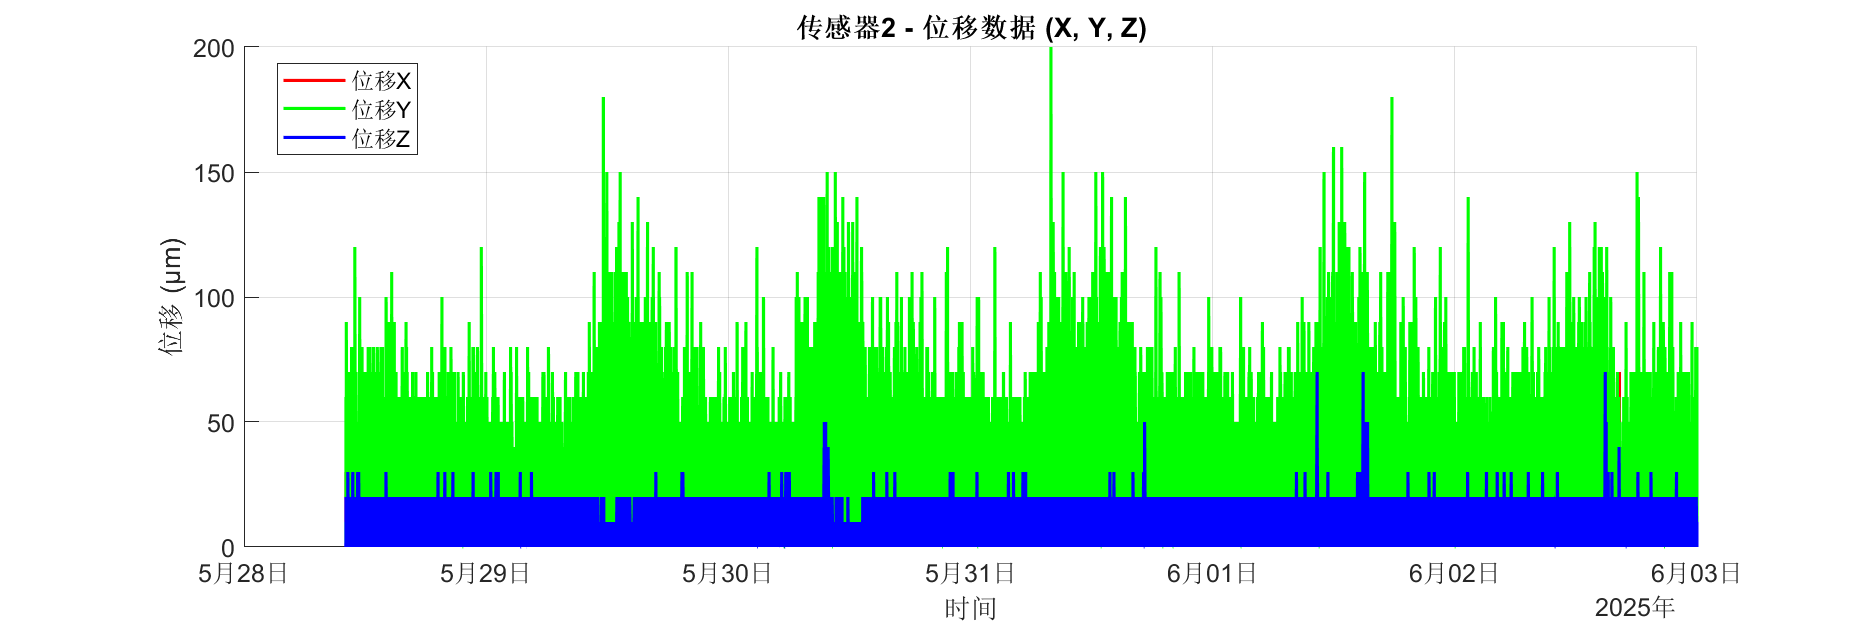 传感器2 - 位移数据 (X, Y, Z)
位移X
位移Y
位移Z
位移 (μm)
200
150
100
50
0
5月28日
5月29日
5月30日
5月31日
6月01日
6月02日
6月03日
时间
2025年